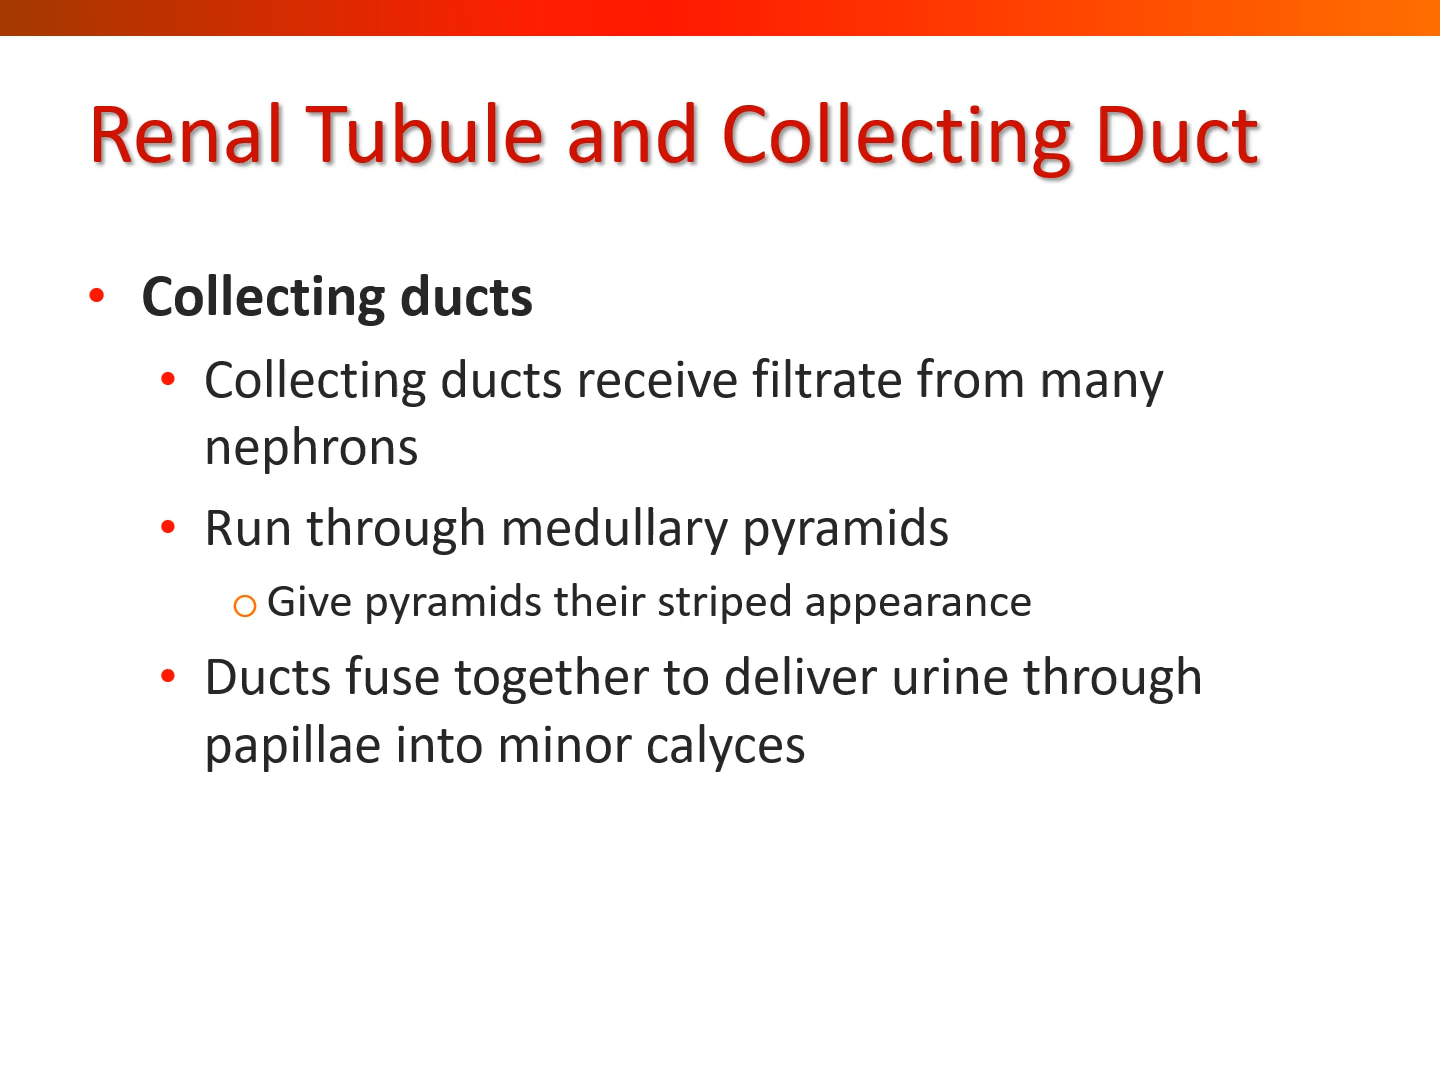 Renal Tubule and Collecting Duct
• Collecting ducts
• Collecting ducts receive filtrate from many
nephrons
• Run through medullary pyramids
o Give pyramids their striped appearance
• Ducts fuse together to deliver urine through
papillae into minor calyces